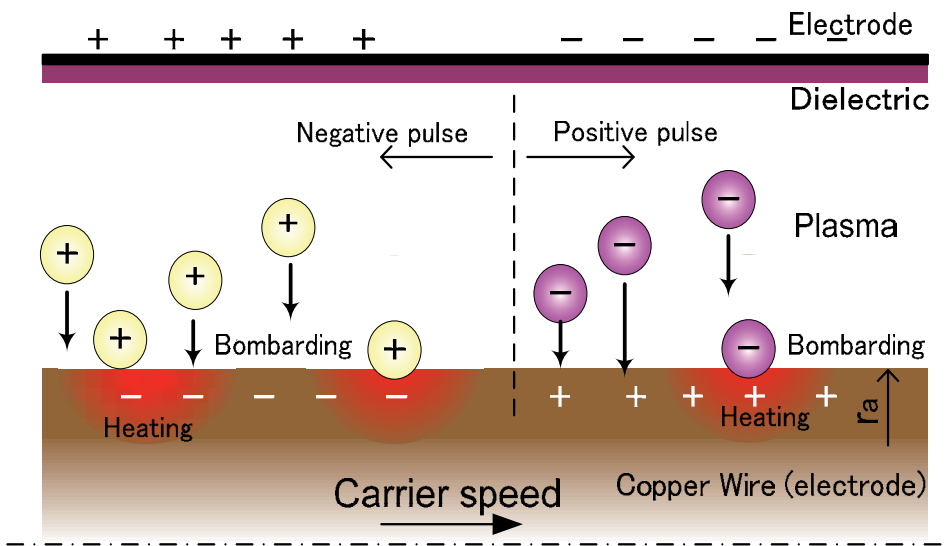 + + + + + − − − − − Electrode
Dielectric
Negative pulse Positive pulse
+ + + + + − − − −
Plasma
Bombarding Bombarding
− − − − − + + + + +
Heating Heating ra
Copper Wire (electrode)
Carrier speed